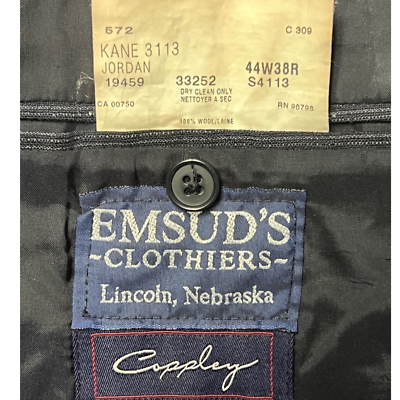 572 C 309
KANE 3113
JORDAN 44W38R
19459 33252 S4113
DRY CLEAN ONLY
CA 00750 NETTOYER A SEC RN 96798
100% WOOL/LAINE
EMSUD'S
~CLOTHIERS~
Lincoln, Nebraska
Coppley